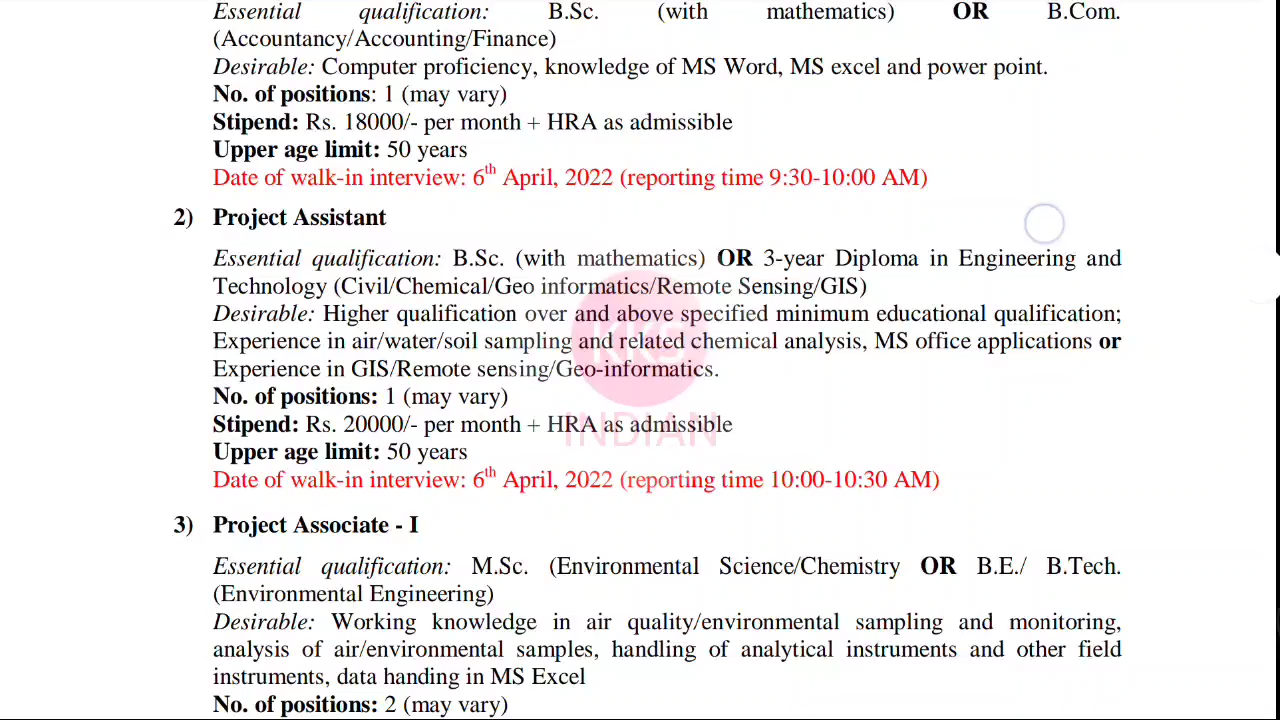 Essential qualification: B.Sc. (with mathematics) OR B.Com.
(Accountancy/Accounting/Finance)
Desirable: Computer proficiency, knowledge of MS Word, MS excel and power point.
No. of positions: 1 (may vary)
Stipend: Rs. 18000/- per month + HRA as admissible
Upper age limit: 50 years
Date of walk-in interview: 6th April, 2022 (reporting time 9:30-10:00 AM)
2) Project Assistant
Essential qualification: B.Sc. (with mathematics) OR 3-year Diploma in Engineering and
Technology (Civil/Chemical/Geo informatics/Remote Sensing/GIS)
Desirable: Higher qualification over and above specified minimum educational qualification;
Experience in air/water/soil sampling and related chemical analysis, MS office applications or
Experience in GIS/Remote sensing/Geo-informatics.
No. of positions: 1 (may vary)
Stipend: Rs. 20000/- per month + HRA as admissible
Upper age limit: 50 years
Date of walk-in interview: 6th April, 2022 (reporting time 10:00-10:30 AM)
3) Project Associate - I
Essential qualification: M.Sc. (Environmental Science/Chemistry OR B.E./ B.Tech.
(Environmental Engineering)
Desirable: Working knowledge in air quality/environmental sampling and monitoring,
analysis of air/environmental samples, handling of analytical instruments and other field
instruments, data handing in MS Excel
No. of positions: 2 (may vary)
KKG
INDIAN